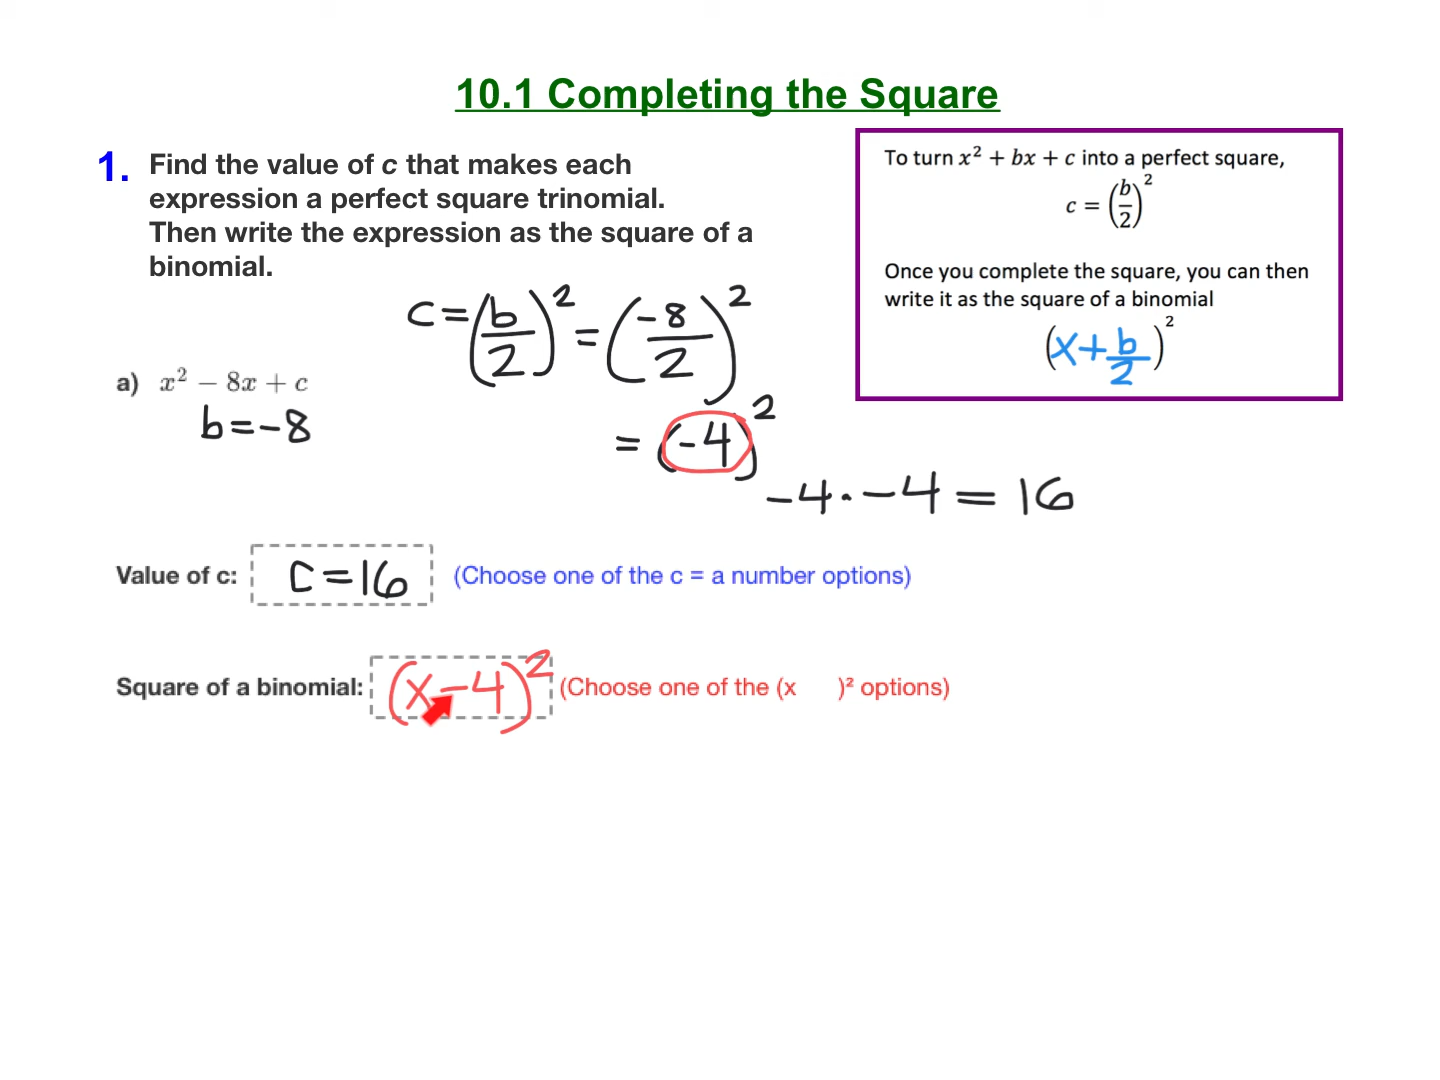 10.1 Completing the Square
1. Find the value of c that makes each
expression a perfect square trinomial.
Then write the expression as the square of a
binomial.
To turn x² + bx + c into a perfect square,
c = (b/2)²
Once you complete the square, you can then
write it as the square of a binomial
(x + b/2)²
c = (b/2)² = (-8/2)²
a) x² − 8x + c
b = -8
= (-4)²
-4 · -4 = 16
Value of c: c = 16 (Choose one of the c = a number options)
Square of a binomial: (x - 4)² (Choose one of the (x )² options)